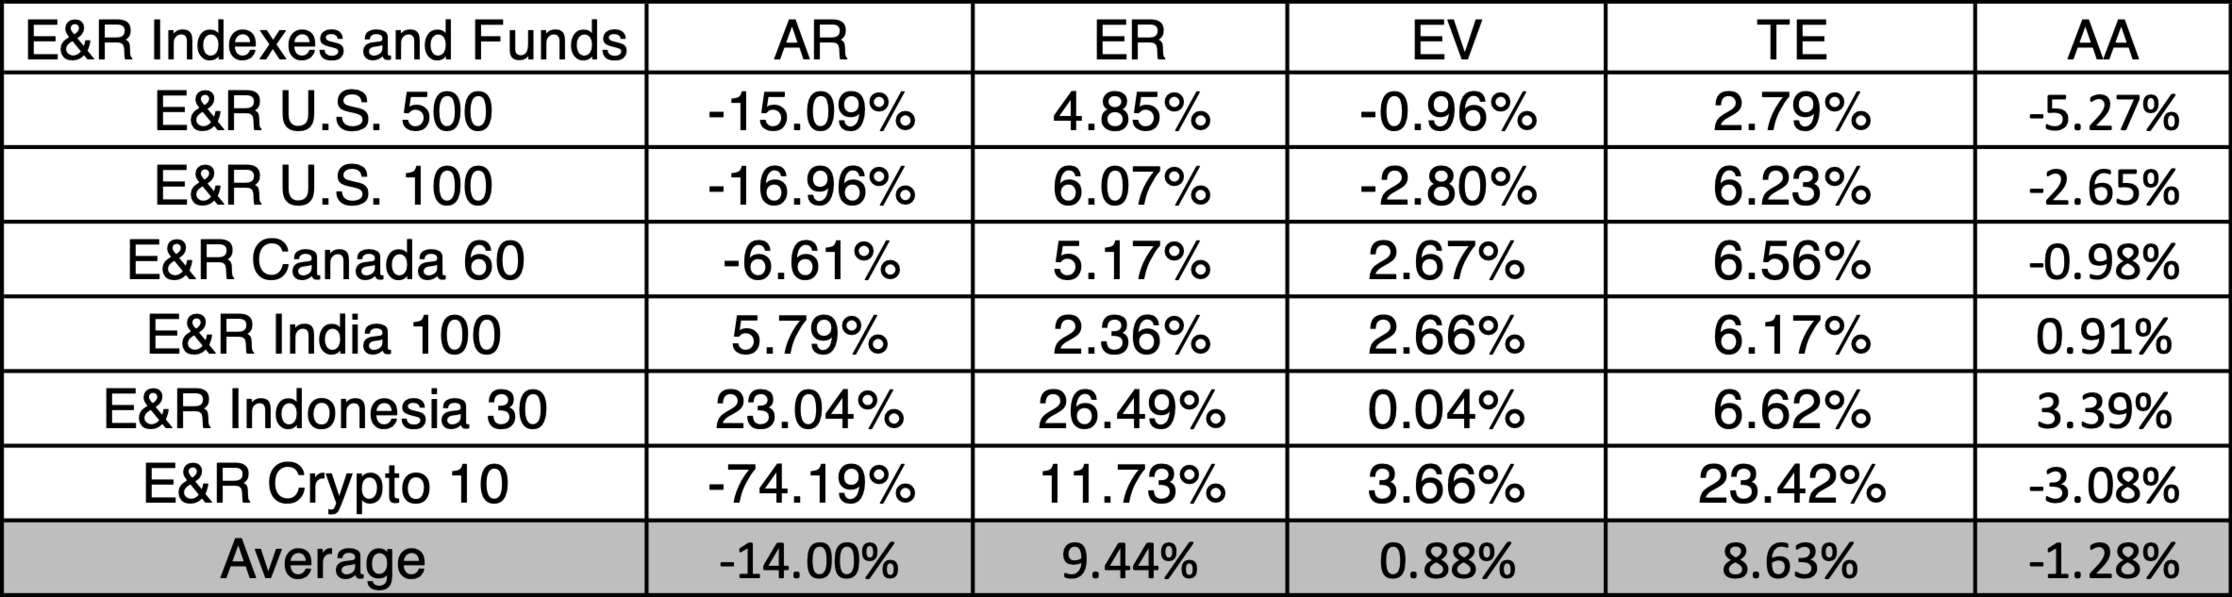 E&R Indexes and Funds AR ER EV TE AA
E&R U.S. 500 -15.09% 4.85% -0.96% 2.79% -5.27%
E&R U.S. 100 -16.96% 6.07% -2.80% 6.23% -2.65%
E&R Canada 60 -6.61% 5.17% 2.67% 6.56% -0.98%
E&R India 100 5.79% 2.36% 2.66% 6.17% 0.91%
E&R Indonesia 30 23.04% 26.49% 0.04% 6.62% 3.39%
E&R Crypto 10 -74.19% 11.73% 3.66% 23.42% -3.08%
Average -14.00% 9.44% 0.88% 8.63% -1.28%